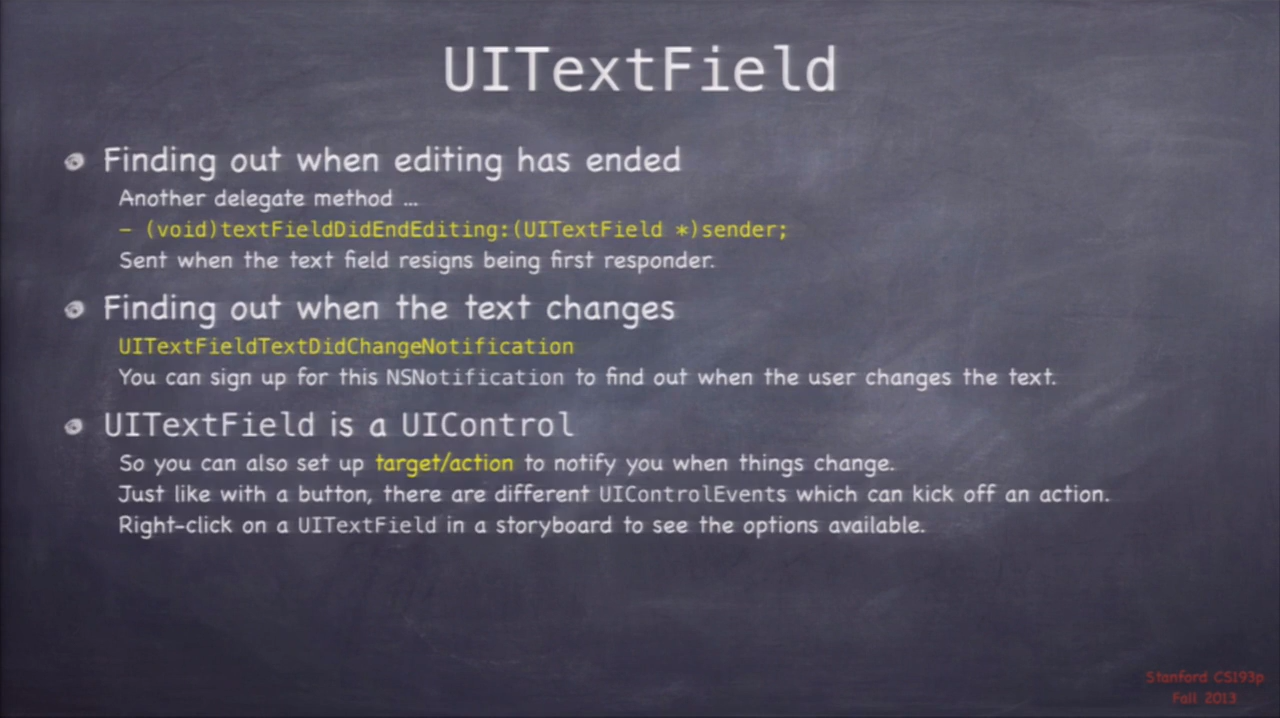 UITextField
Finding out when editing has ended
Another delegate method ...
- (void)textFieldDidEndEditing:(UITextField *)sender;
Sent when the text field resigns being first responder.
Finding out when the text changes
UITextFieldTextDidChangeNotification
You can sign up for this NSNotification to find out when the user changes the text.
UITextField is a UIControl
So you can also set up target/action to notify you when things change.
Just like with a button, there are different UIControlEvents which can kick off an action.
Right-click on a UITextField in a storyboard to see the options available.
Stanford CS193p
Fall 2013